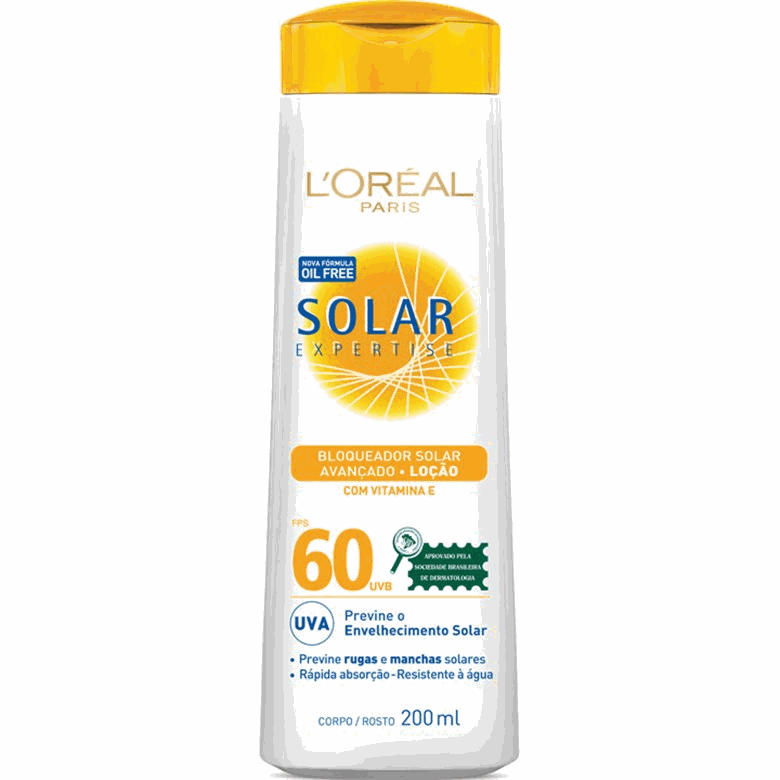 L'ORÉAL
PARIS
NOVA FÓRMULA
OIL FREE
SOLAR
EXPERTISE
BLOQUEADOR SOLAR
AVANÇADO • LOÇÃO
COM VITAMINA E
FPS
60
UVB
APROVADO PELA
SOCIEDADE BRASILEIRA
DE DERMATOLOGIA
UVA
Previne o
Envelhecimento Solar
• Previne rugas e manchas solares
• Rápida absorção - Resistente à água
CORPO / ROSTO 200 ml